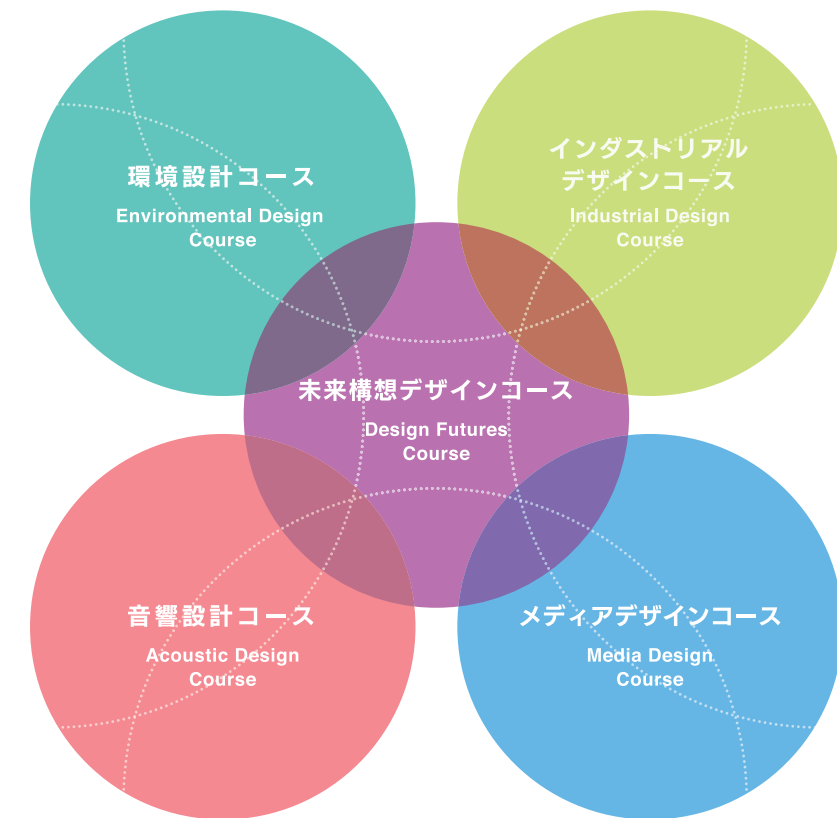 環境設計コース
Environmental Design
Course
インダストリアル
デザインコース
Industrial Design
Course
未来構想デザインコース
Design Futures
Course
音響設計コース
Acoustic Design
Course
メディアデザインコース
Media Design
Course